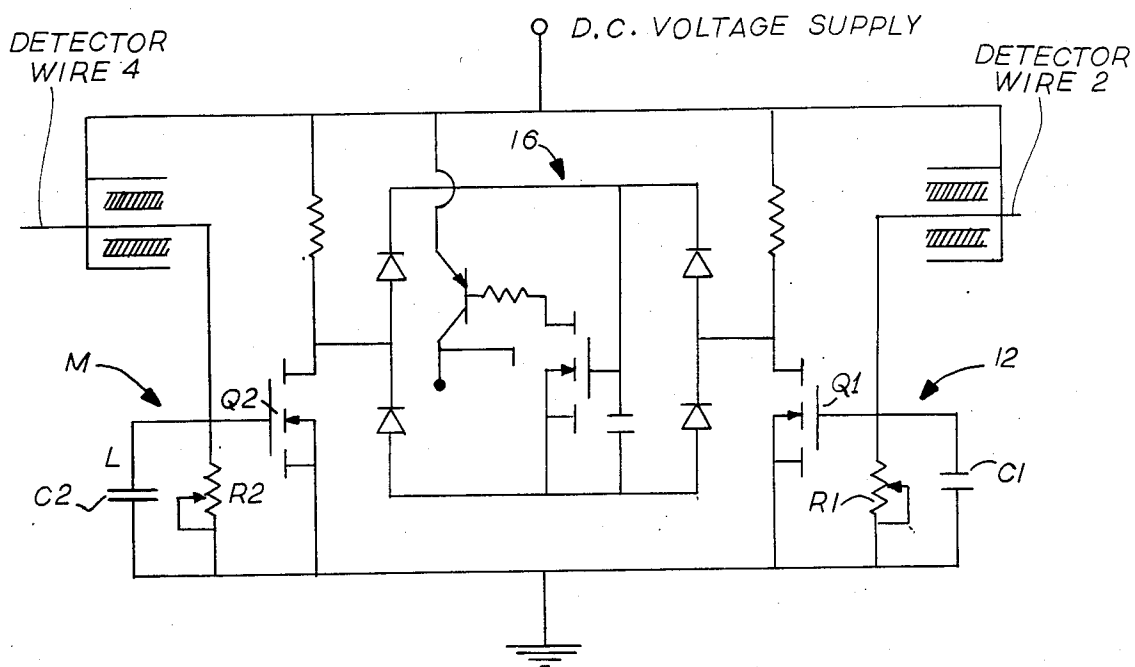 D.C. VOLTAGE SUPPLY
DETECTOR
WIRE 4
DETECTOR
WIRE 2
16
M
12
Q2
Q1
L
C2
R2
R1
C1